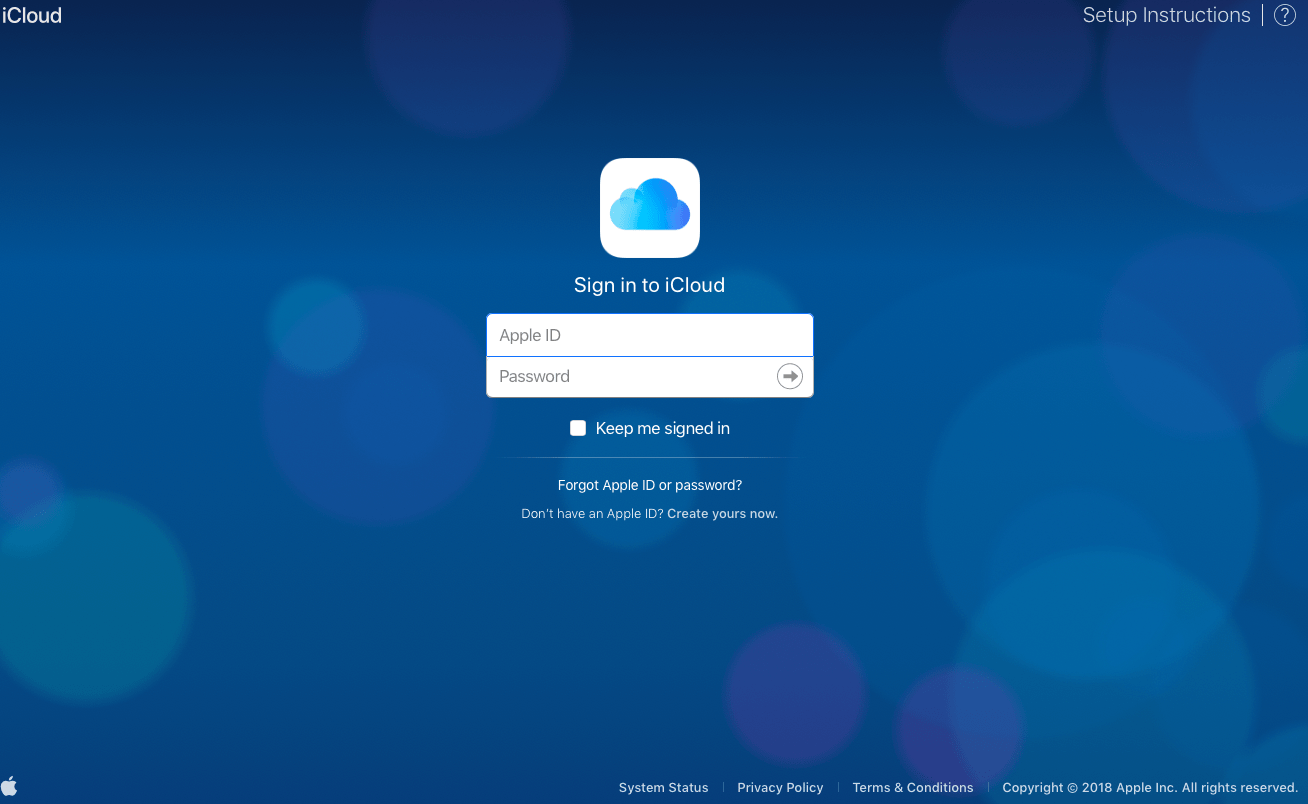 iCloud
Setup Instructions
?
Sign in to iCloud
Apple ID
Password
Keep me signed in
Forgot Apple ID or password?
Don't have an Apple ID? Create yours now.
System Status
Privacy Policy
Terms & Conditions
Copyright © 2018 Apple Inc. All rights reserved.